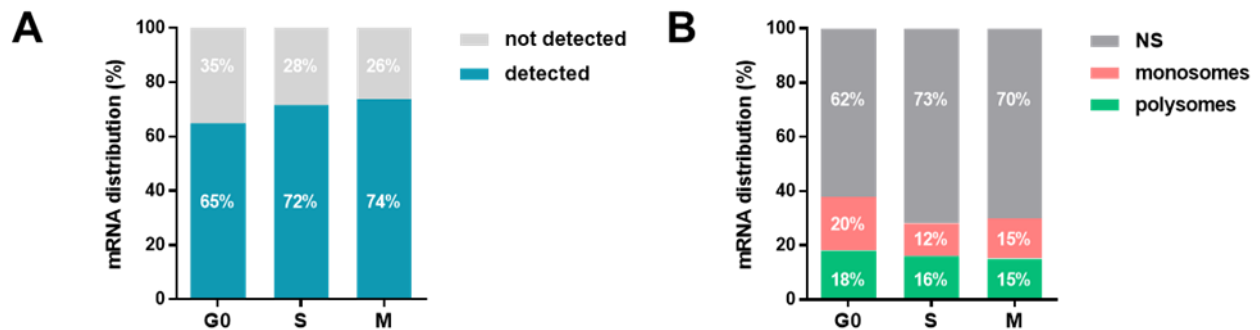 A
mRNA distribution (%)
100
80
60
40
20
0
35%
28%
26%
65%
72%
74%
G0
S
M
not detected
detected
B
mRNA distribution (%)
100
80
60
40
20
0
62%
73%
70%
20%
12%
15%
18%
16%
15%
G0
S
M
NS
monosomes
polysomes